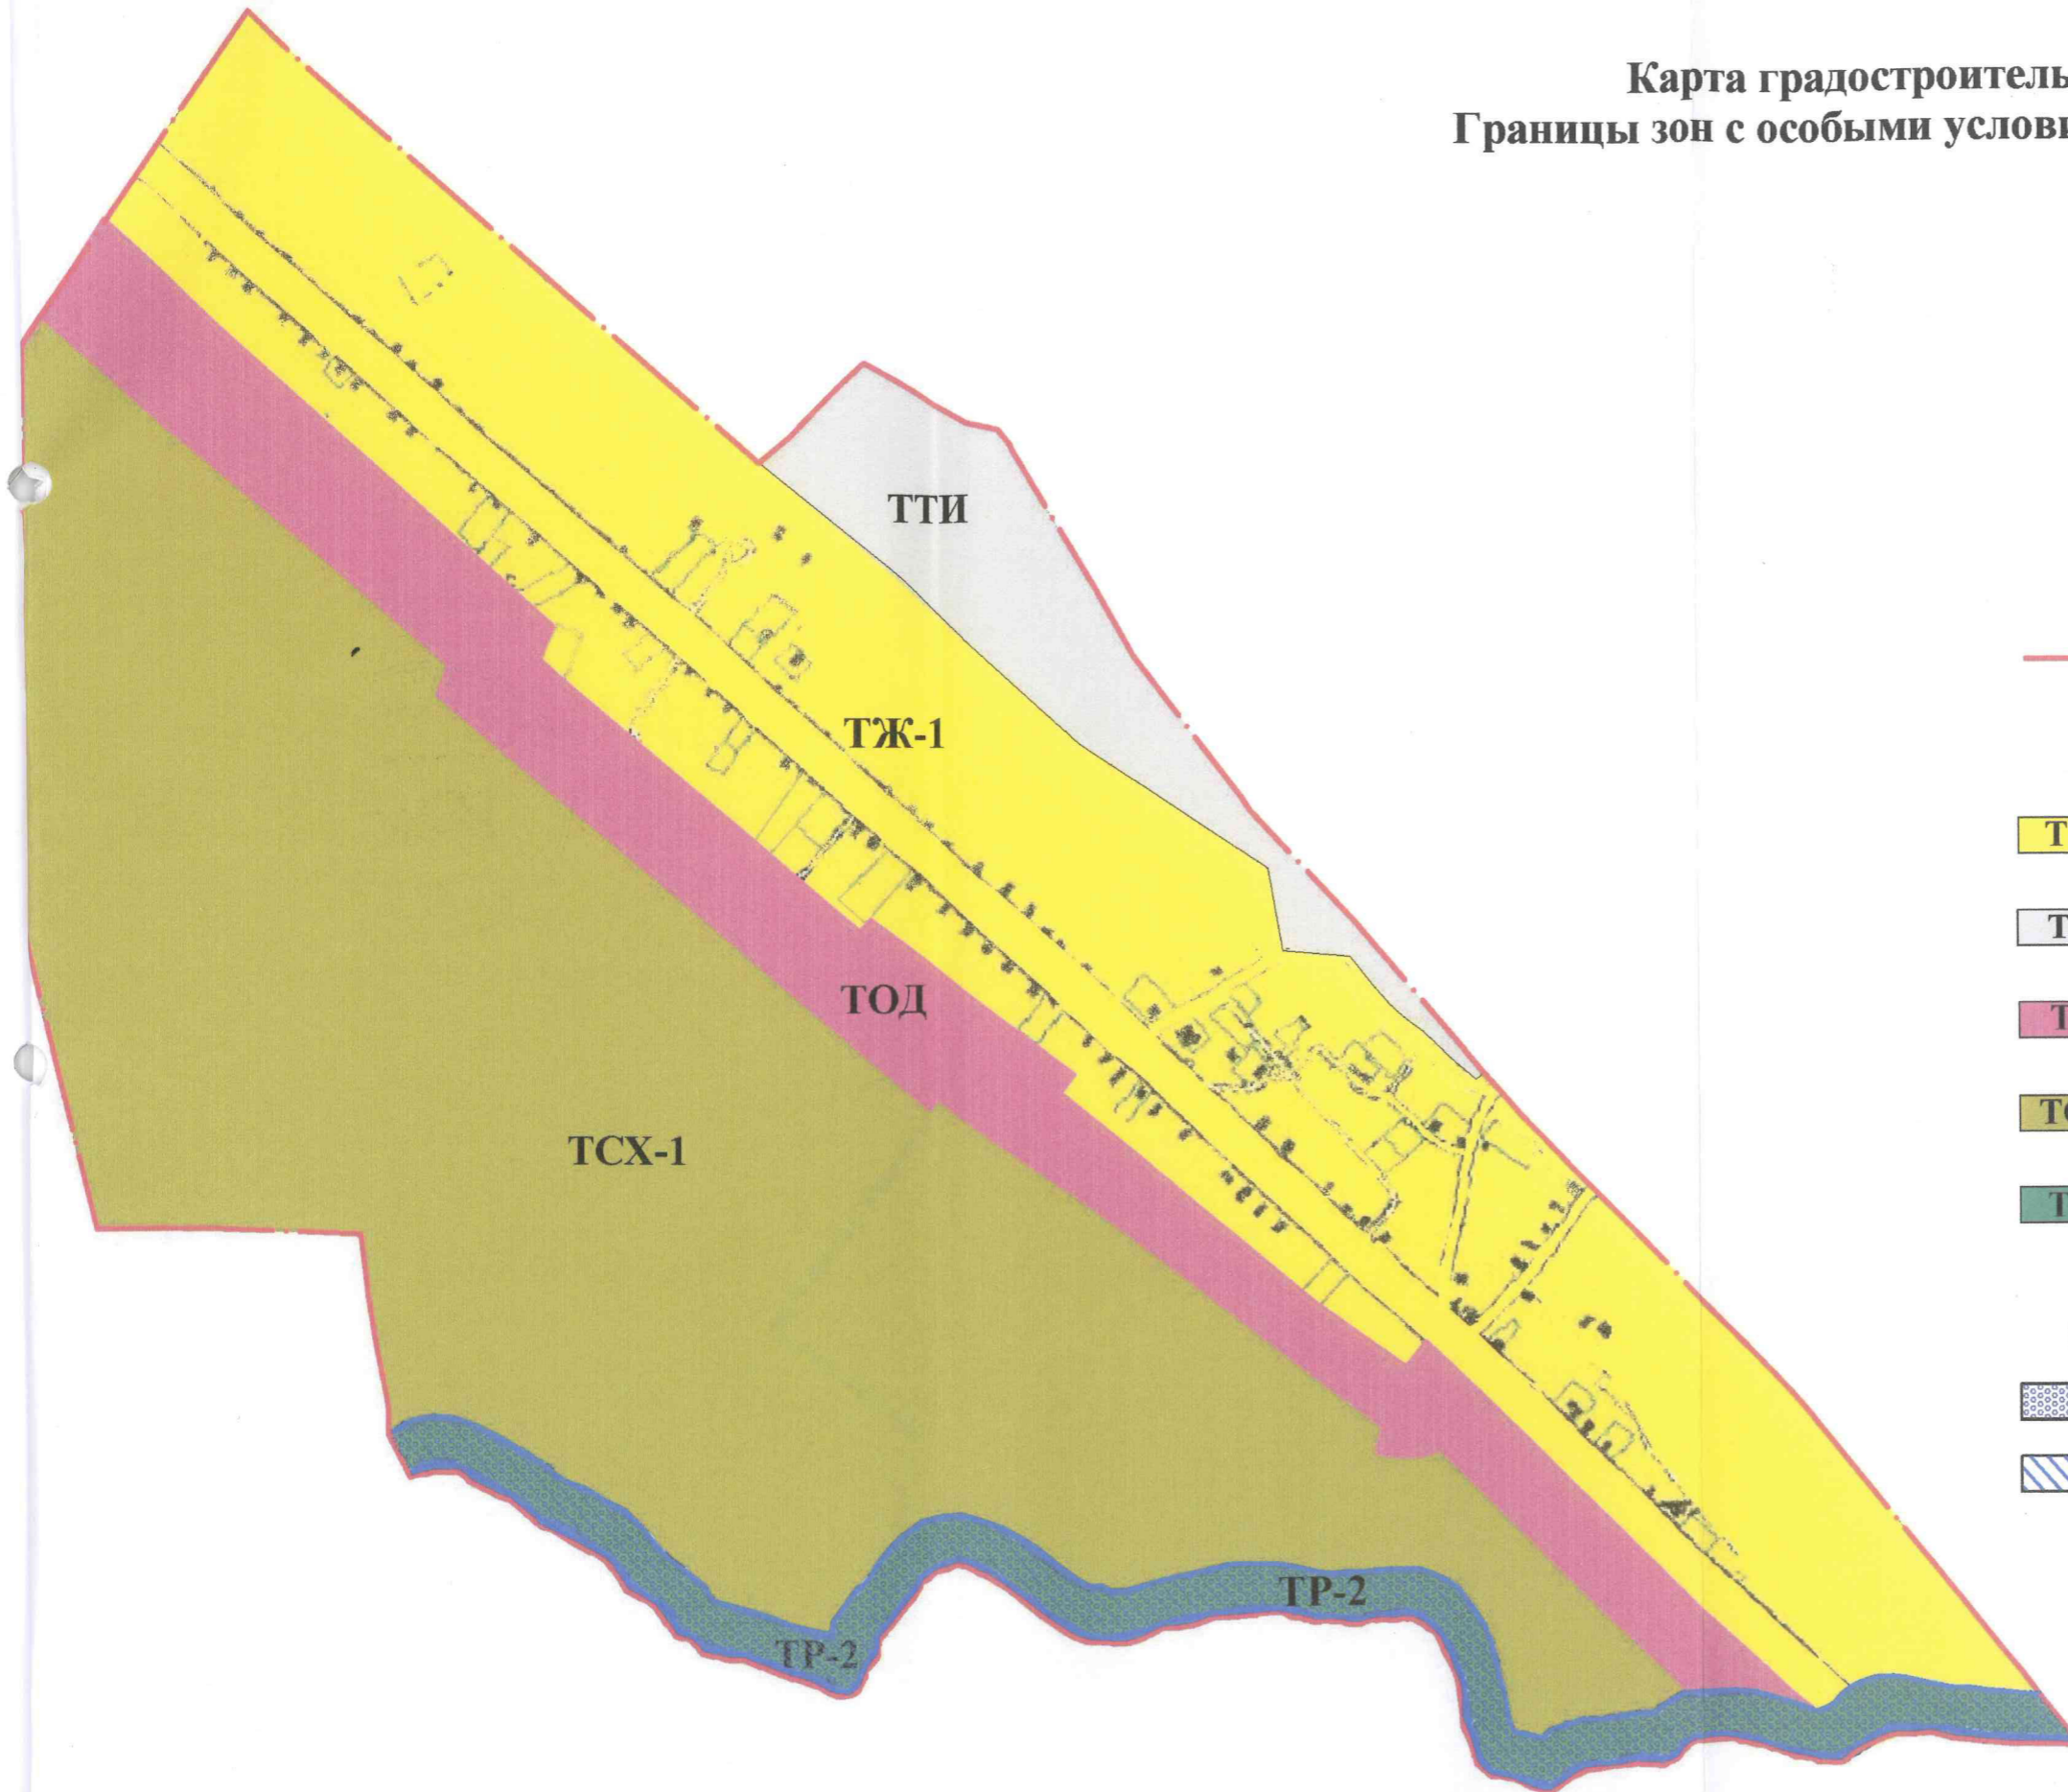 Карта градостроитель
Границы зон с особыми услови
ТТИ
ТЖ-1
ТОД
ТСХ-1
ТР-2
ТР-2
Т
Т
Т
Т